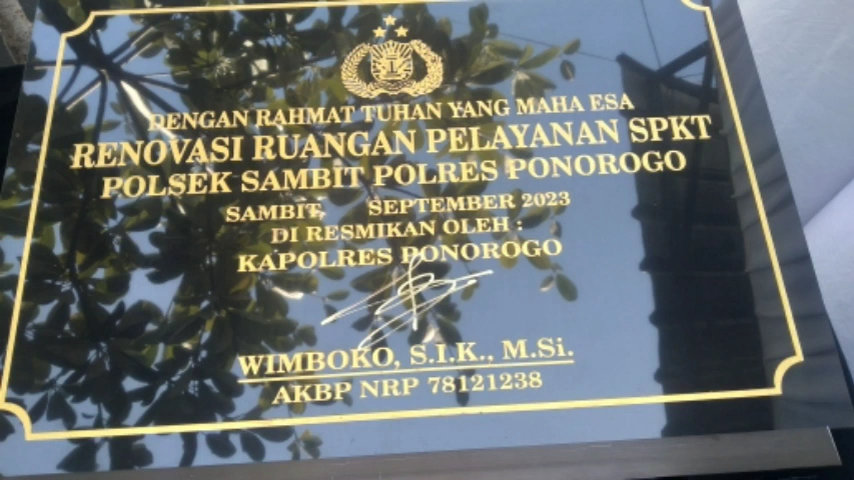 DENGAN RAHMAT TUHAN YANG MAHA ESA
RENOVASI RUANGAN PELAYANAN SPKT
POLSEK SAMBIT POLRES PONOROGO
SAMBIT, SEPTEMBER 2023
DI RESMIKAN OLEH :
KAPOLRES PONOROGO
WIMBOKO, S.I.K., M.Si.
AKBP NRP 78121238